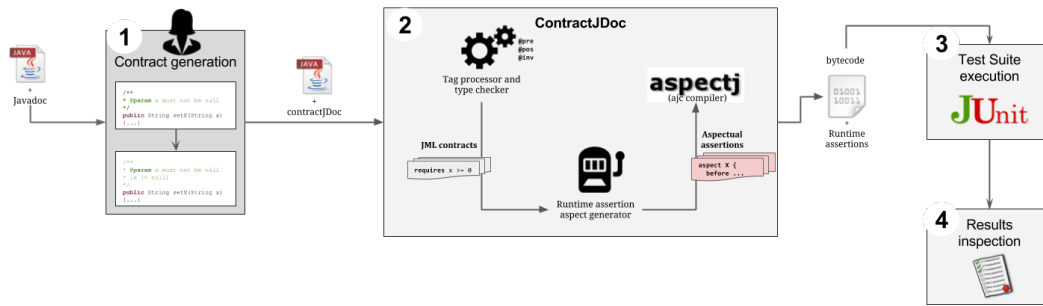 JAVA
+
Javadoc
1
Contract generation
/**
* @param x must not be null
*/
public String setX(String x)
{...}
/**
* @param x must not be null
* [x != null]
*/
public String setX(String x)
{...}
JAVA
+
contractJDoc
2
ContractJDoc
@pre
@pos
@inv
Tag processor and
type checker
JML contracts
requires x >= 0
Runtime assertion
aspect generator
aspectj
(ajc compiler)
Aspectual
assertions
aspect X {
before ...
bytecode
01001
10011
+
Runtime
assertions
3
Test Suite
execution
JUnit
4
Results
inspection